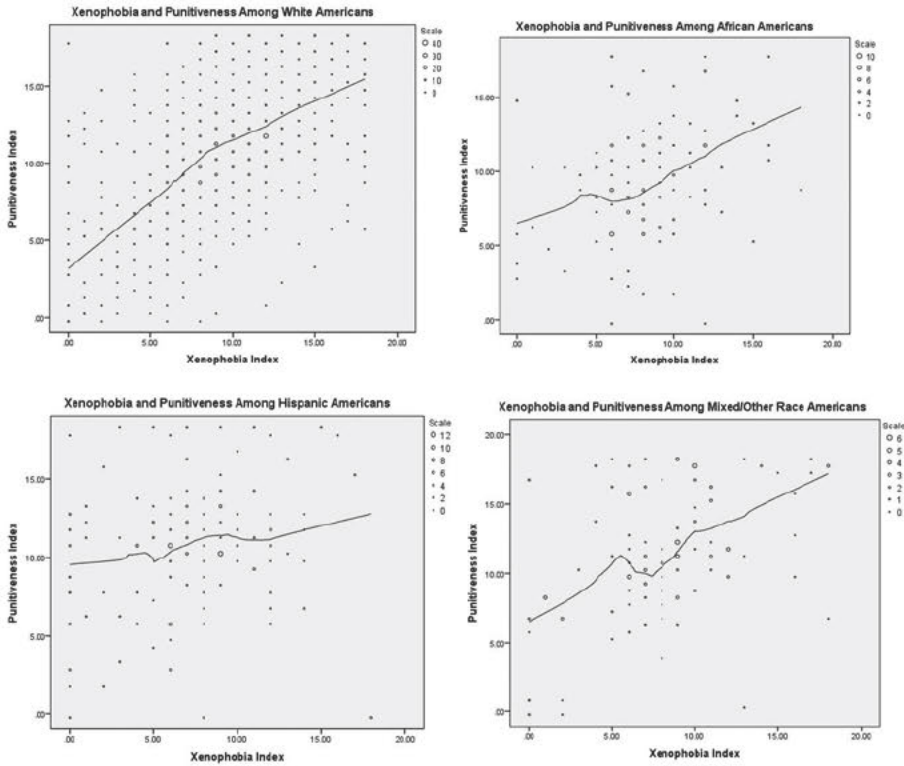 Xenophobia and Punitiveness Among White Americans
Scale
40
30
20
10
0
15.00
10.00
5.00
.00
Punitiveness Index
.00 5.00 10.00 15.00 20.00
Xenophobia Index
Xenophobia and Punitiveness Among African Americans
Scale
10
8
6
4
2
0
15.00
10.00
5.00
.00
Punitiveness Index
.00 5.00 10.00 15.00 20.00
Xenophobia Index
Xenophobia and Punitiveness Among Hispanic Americans
Scale
12
10
8
6
4
2
0
15.00
10.00
5.00
.00
Punitiveness Index
.00 5.00 10.00 15.00 20.00
Xenophobia Index
Xenophobia and Punitiveness Among Mixed/Other Race Americans
Scale
6
5
4
3
2
1
0
20.00
15.00
10.00
5.00
.00
Punitiveness Index
.00 5.00 10.00 15.00 20.00
Xenophobia Index